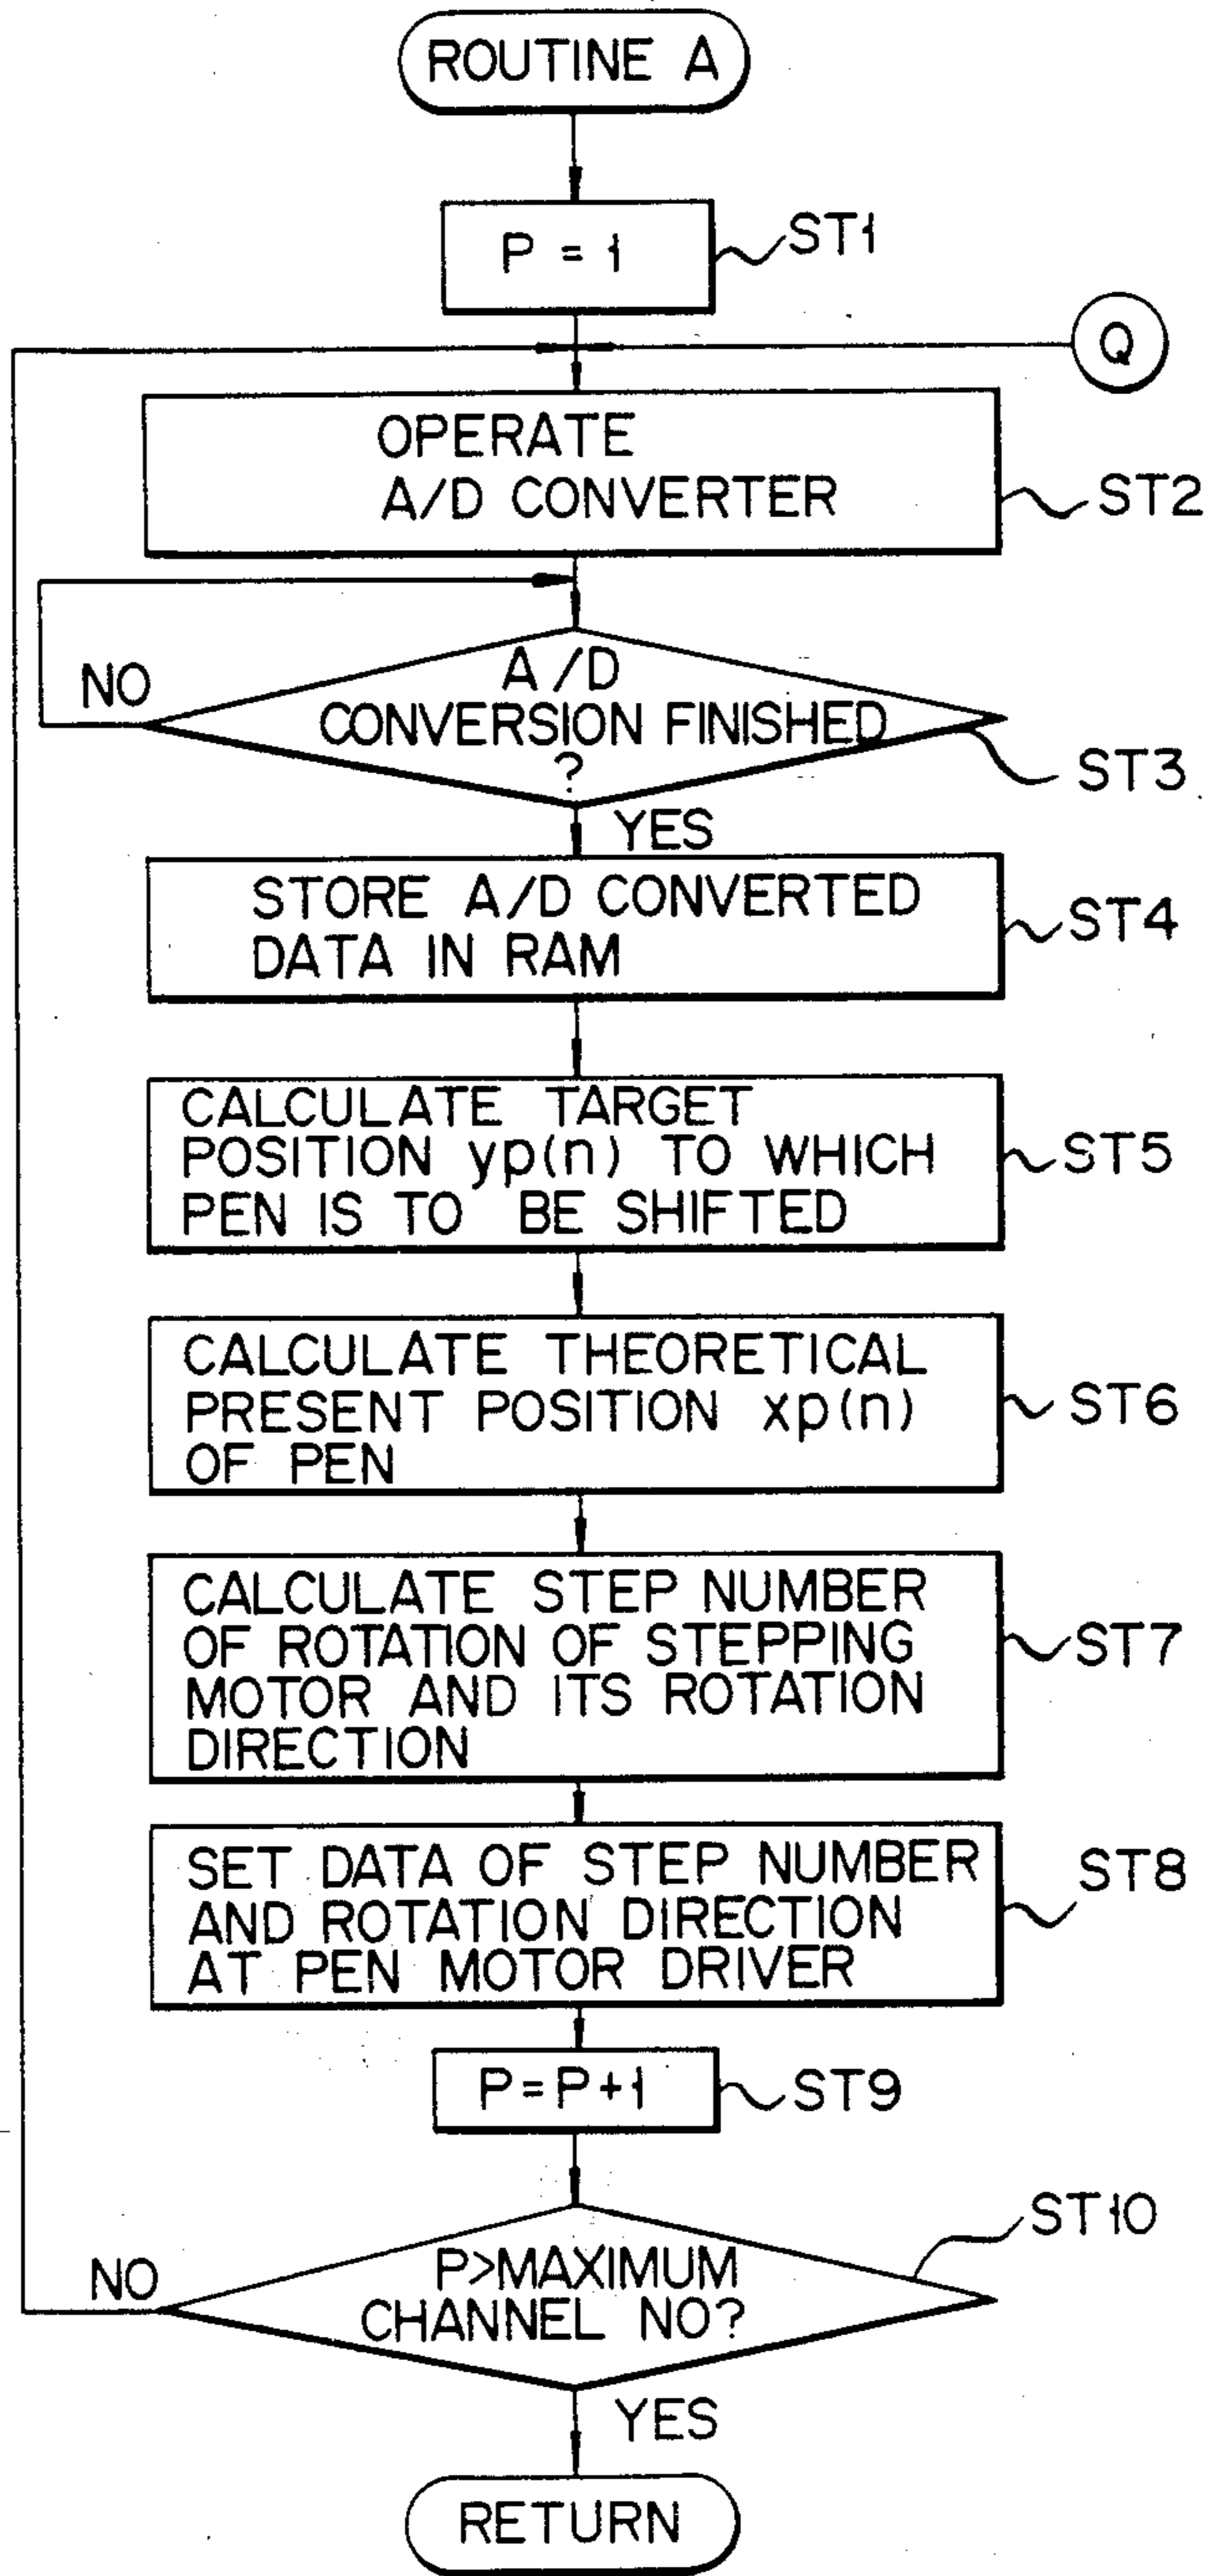 ROUTINE A
P = 1
ST1
Q
OPERATE
A/D CONVERTER
ST2
A/D
CONVERSION FINISHED
?
NO
ST3
YES
STORE A/D CONVERTED
DATA IN RAM
ST4
CALCULATE TARGET
POSITION yp(n) TO WHICH
PEN IS TO BE SHIFTED
ST5
CALCULATE THEORETICAL
PRESENT POSITION xp(n)
OF PEN
ST6
CALCULATE STEP NUMBER
OF ROTATION OF STEPPING
MOTOR AND ITS ROTATION
DIRECTION
ST7
SET DATA OF STEP NUMBER
AND ROTATION DIRECTION
AT PEN MOTOR DRIVER
ST8
P=P+1
ST9
P>MAXIMUM
CHANNEL NO?
NO
ST10
YES
RETURN